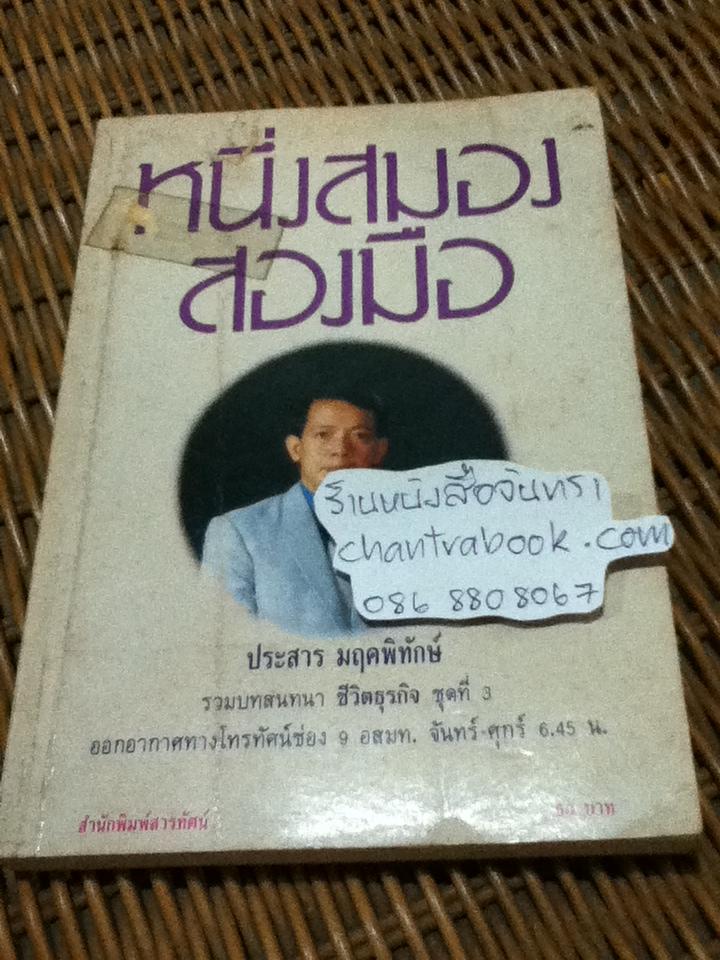 หนึ่งสมอง
สองมือ
ร้านหนังสือจันทรา
chantrabook.com
086 8808067
ประสาร มฤคพิทักษ์
รวมบทสนทนา ชีวิตธุรกิจ ชุดที่ 3
ออกอากาศทางโทรทัศน์ช่อง 9 อสมท. จันทร์-ศุกร์ 6.45 น.
สำนักพิมพ์สารทัศน์
บาท